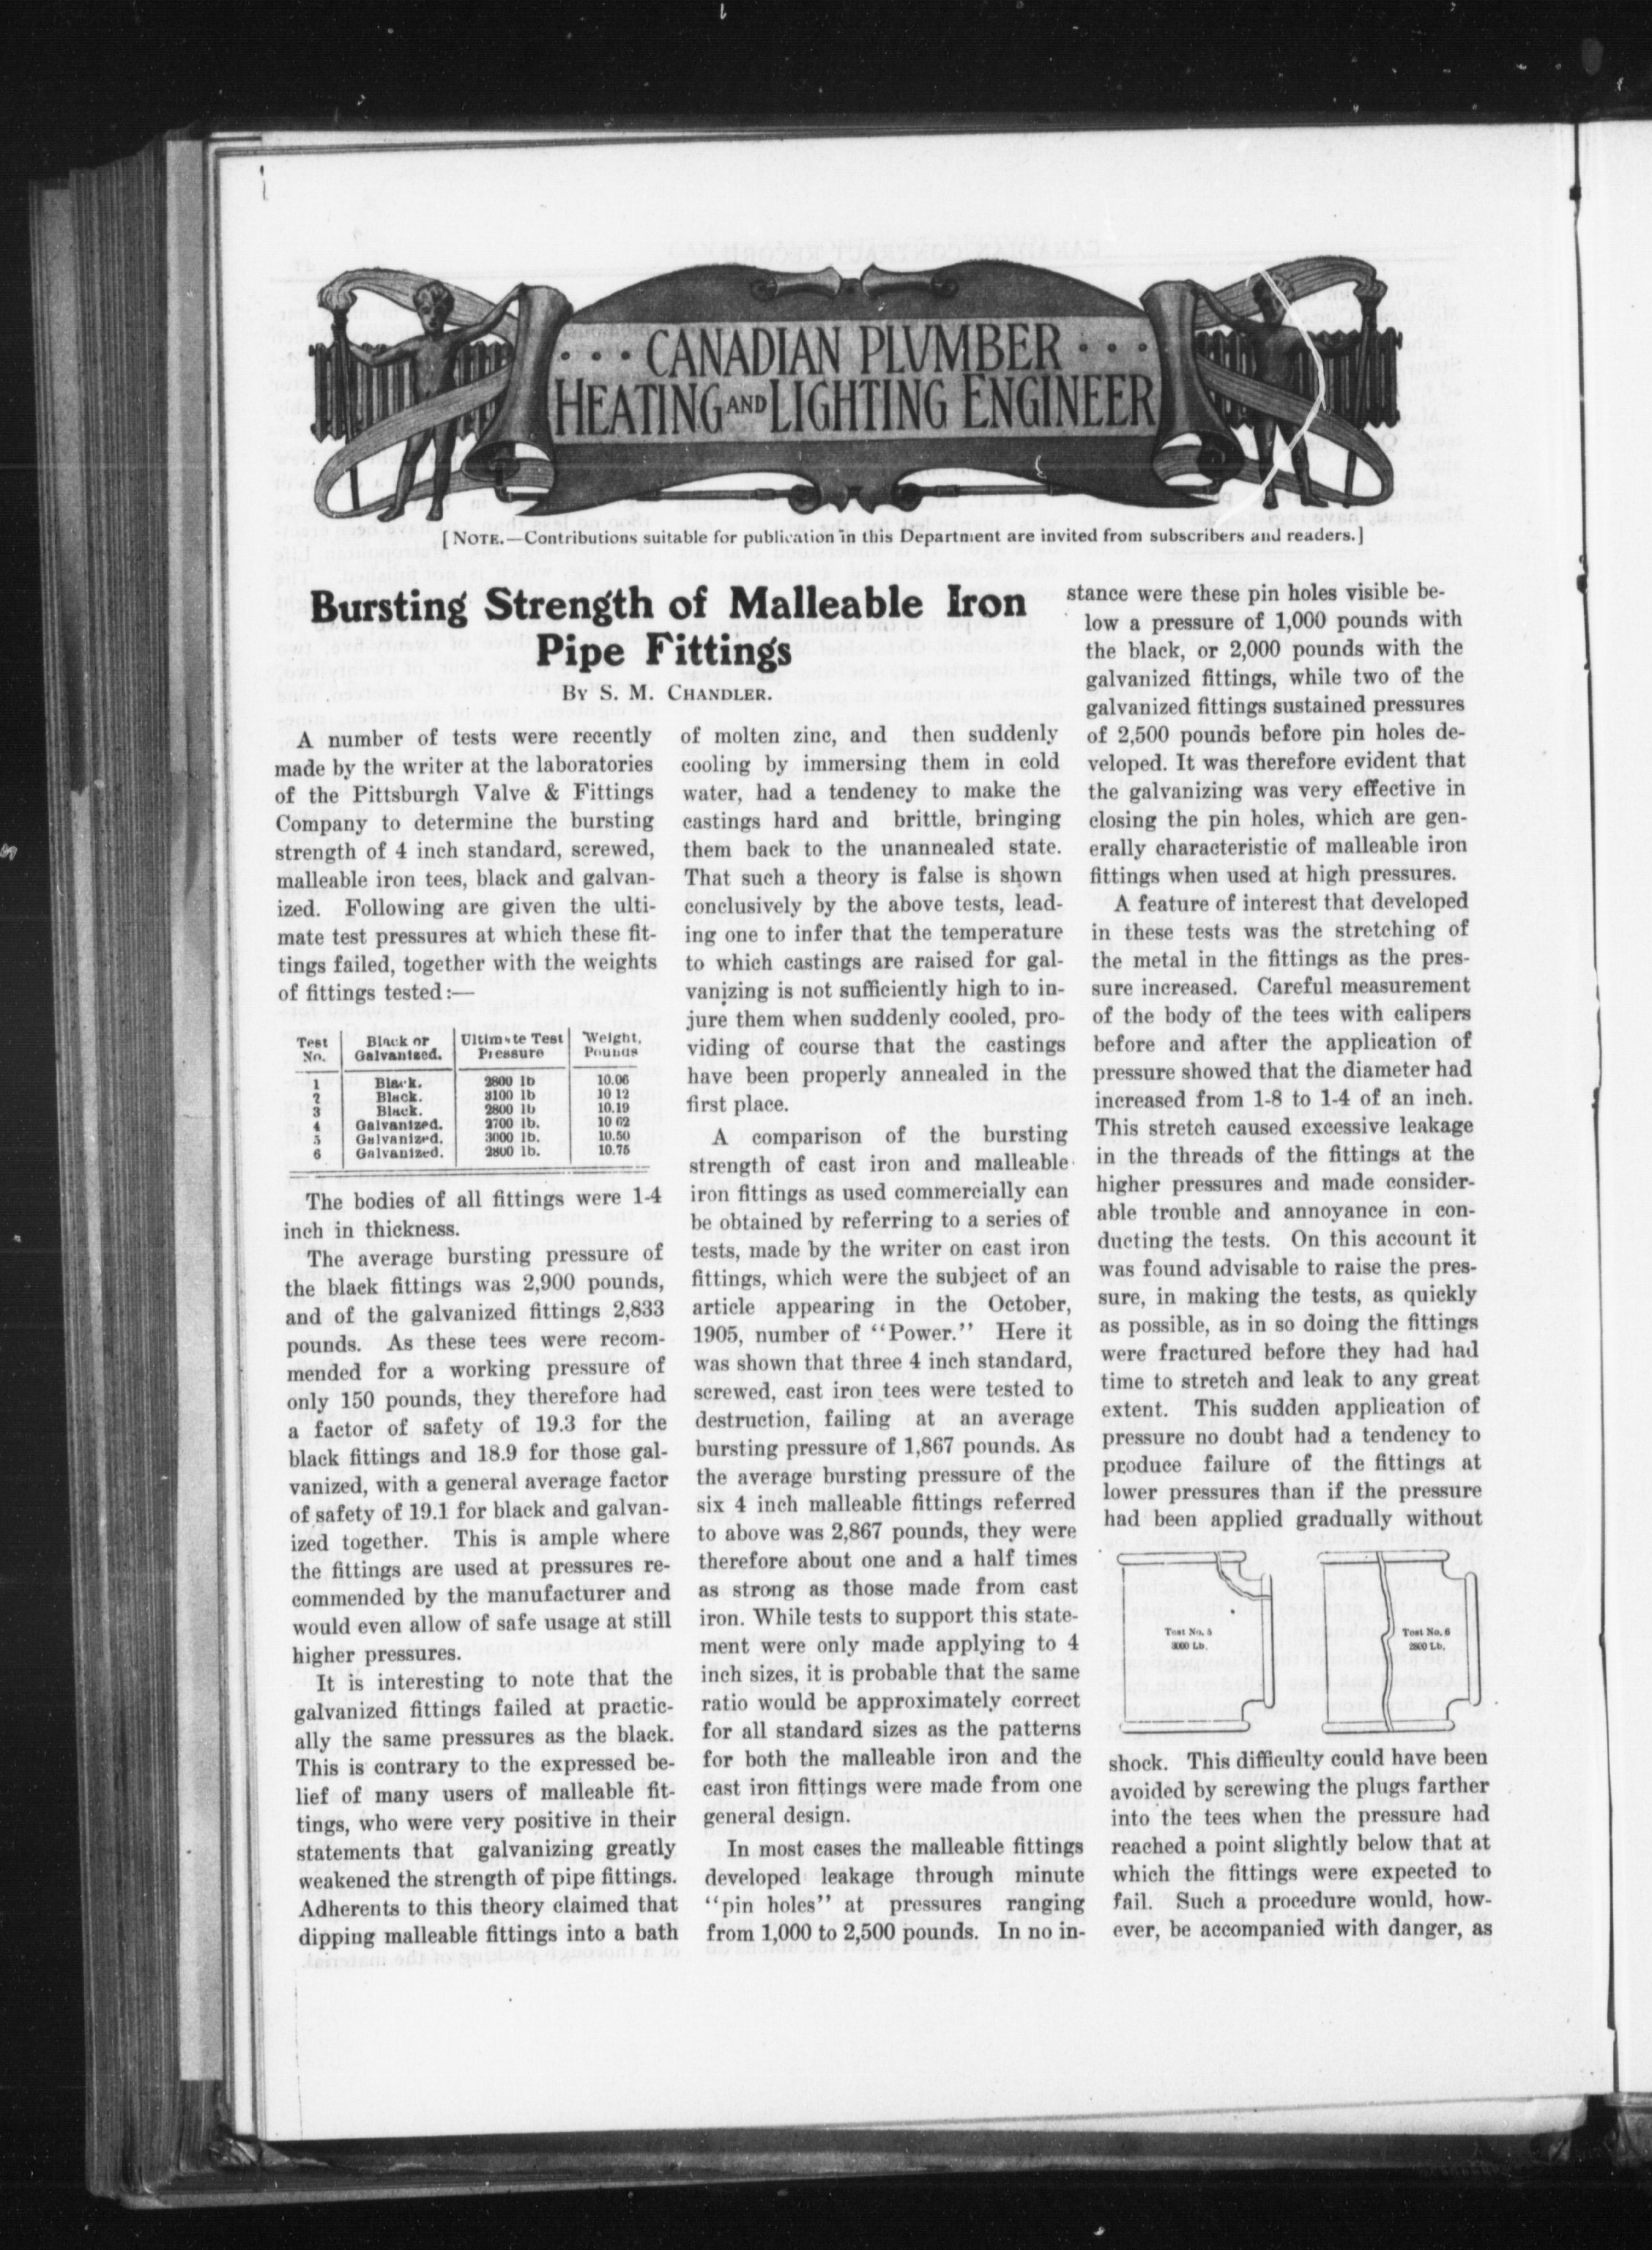 · · · CANADIAN PLUMBER · · ·
HEATING AND LIGHTING ENGINEER
[NOTE.—Contributions suitable for publication in this Department are invited from subscribers and readers.]
Bursting Strength of Malleable Iron
Pipe Fittings
BY S. M. CHANDLER.
A number of tests were recently
made by the writer at the laboratories
of the Pittsburgh Valve & Fittings
Company to determine the bursting
strength of 4 inch standard, screwed,
malleable iron tees, black and galvan-
ized. Following are given the ulti-
mate test pressures at which these fit-
tings failed, together with the weights
of fittings tested:—
Test No. Black or Galvanized. Ultimate Test Pressure Weight, Pounds
1 Black. 2800 lb 10.06
2 Black. 3100 lb 10 12
3 Black. 2800 lb 10.19
4 Galvanized. 2700 lb. 10 62
5 Galvanized. 3000 lb. 10.50
6 Galvanized. 2800 lb. 10.75
The bodies of all fittings were 1-4
inch in thickness.
The average bursting pressure of
the black fittings was 2,900 pounds,
and of the galvanized fittings 2,833
pounds. As these tees were recom-
mended for a working pressure of
only 150 pounds, they therefore had
a factor of safety of 19.3 for the
black fittings and 18.9 for those gal-
vanized, with a general average factor
of safety of 19.1 for black and galvan-
ized together. This is ample where
the fittings are used at pressures re-
commended by the manufacturer and
would even allow of safe usage at still
higher pressures.
It is interesting to note that the
galvanized fittings failed at practic-
ally the same pressures as the black.
This is contrary to the expressed be-
lief of many users of malleable fit-
tings, who were very positive in their
statements that galvanizing greatly
weakened the strength of pipe fittings.
Adherents to this theory claimed that
dipping malleable fittings into a bath
of molten zinc, and then suddenly
cooling by immersing them in cold
water, had a tendency to make the
castings hard and brittle, bringing
them back to the unannealed state.
That such a theory is false is shown
conclusively by the above tests, lead-
ing one to infer that the temperature
to which castings are raised for gal-
vanizing is not sufficiently high to in-
jure them when suddenly cooled, pro-
viding of course that the castings
have been properly annealed in the
first place.
A comparison of the bursting
strength of cast iron and malleable
iron fittings as used commercially can
be obtained by referring to a series of
tests, made by the writer on cast iron
fittings, which were the subject of an
article appearing in the October,
1905, number of "Power." Here it
was shown that three 4 inch standard,
screwed, cast iron tees were tested to
destruction, failing at an average
bursting pressure of 1,867 pounds. As
the average bursting pressure of the
six 4 inch malleable fittings referred
to above was 2,867 pounds, they were
therefore about one and a half times
as strong as those made from cast
iron. While tests to support this state-
ment were only made applying to 4
inch sizes, it is probable that the same
ratio would be approximately correct
for all standard sizes as the patterns
for both the malleable iron and the
cast iron fittings were made from one
general design.
In most cases the malleable fittings
developed leakage through minute
"pin holes" at pressures ranging
from 1,000 to 2,500 pounds. In no in-
stance were these pin holes visible be-
low a pressure of 1,000 pounds with
the black, or 2,000 pounds with the
galvanized fittings, while two of the
galvanized fittings sustained pressures
of 2,500 pounds before pin holes de-
veloped. It was therefore evident that
the galvanizing was very effective in
closing the pin holes, which are gen-
erally characteristic of malleable iron
fittings when used at high pressures.
A feature of interest that developed
in these tests was the stretching of
the metal in the fittings as the pres-
sure increased. Careful measurement
of the body of the tees with calipers
before and after the application of
pressure showed that the diameter had
increased from 1-8 to 1-4 of an inch.
This stretch caused excessive leakage
in the threads of the fittings at the
higher pressures and made consider-
able trouble and annoyance in con-
ducting the tests. On this account it
was found advisable to raise the pres-
sure, in making the tests, as quickly
as possible, as in so doing the fittings
were fractured before they had had
time to stretch and leak to any great
extent. This sudden application of
pressure no doubt had a tendency to
produce failure of the fittings at
lower pressures than if the pressure
had been applied gradually without
Test No. 5
3000 Lb.
Test No. 6
2800 Lb.
shock. This difficulty could have been
avoided by screwing the plugs farther
into the tees when the pressure had
reached a point slightly below that at
which the fittings were expected to
fail. Such a procedure would, how-
ever, be accompanied with danger, as